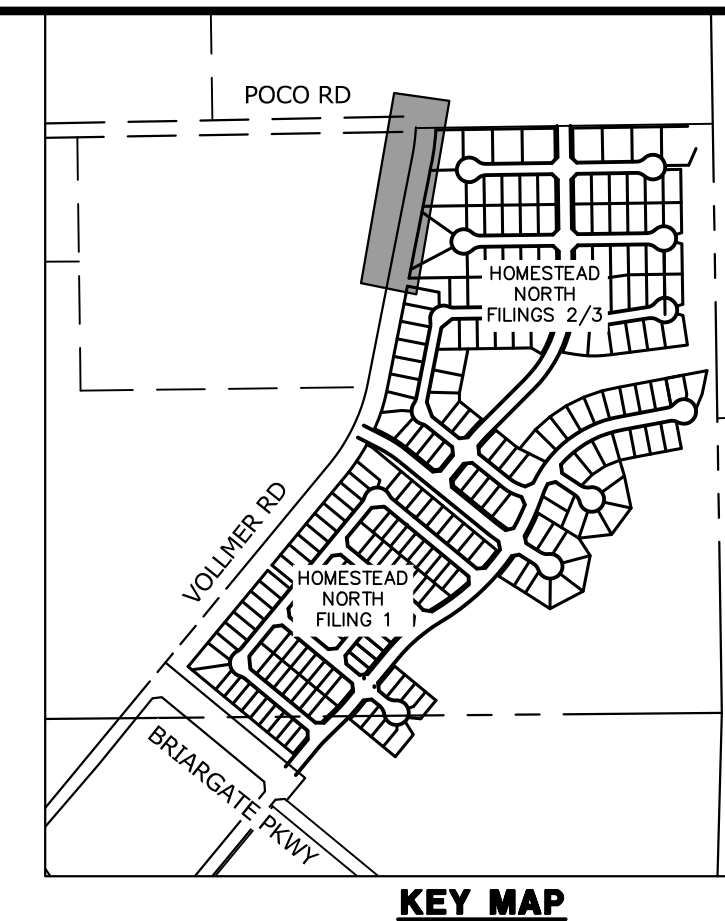 POCO RD
HOMESTEAD
NORTH
FILINGS 2/3
VOLLMER RD
HOMESTEAD
NORTH
FILING 1
BRIARGATE PKWY
KEY MAP